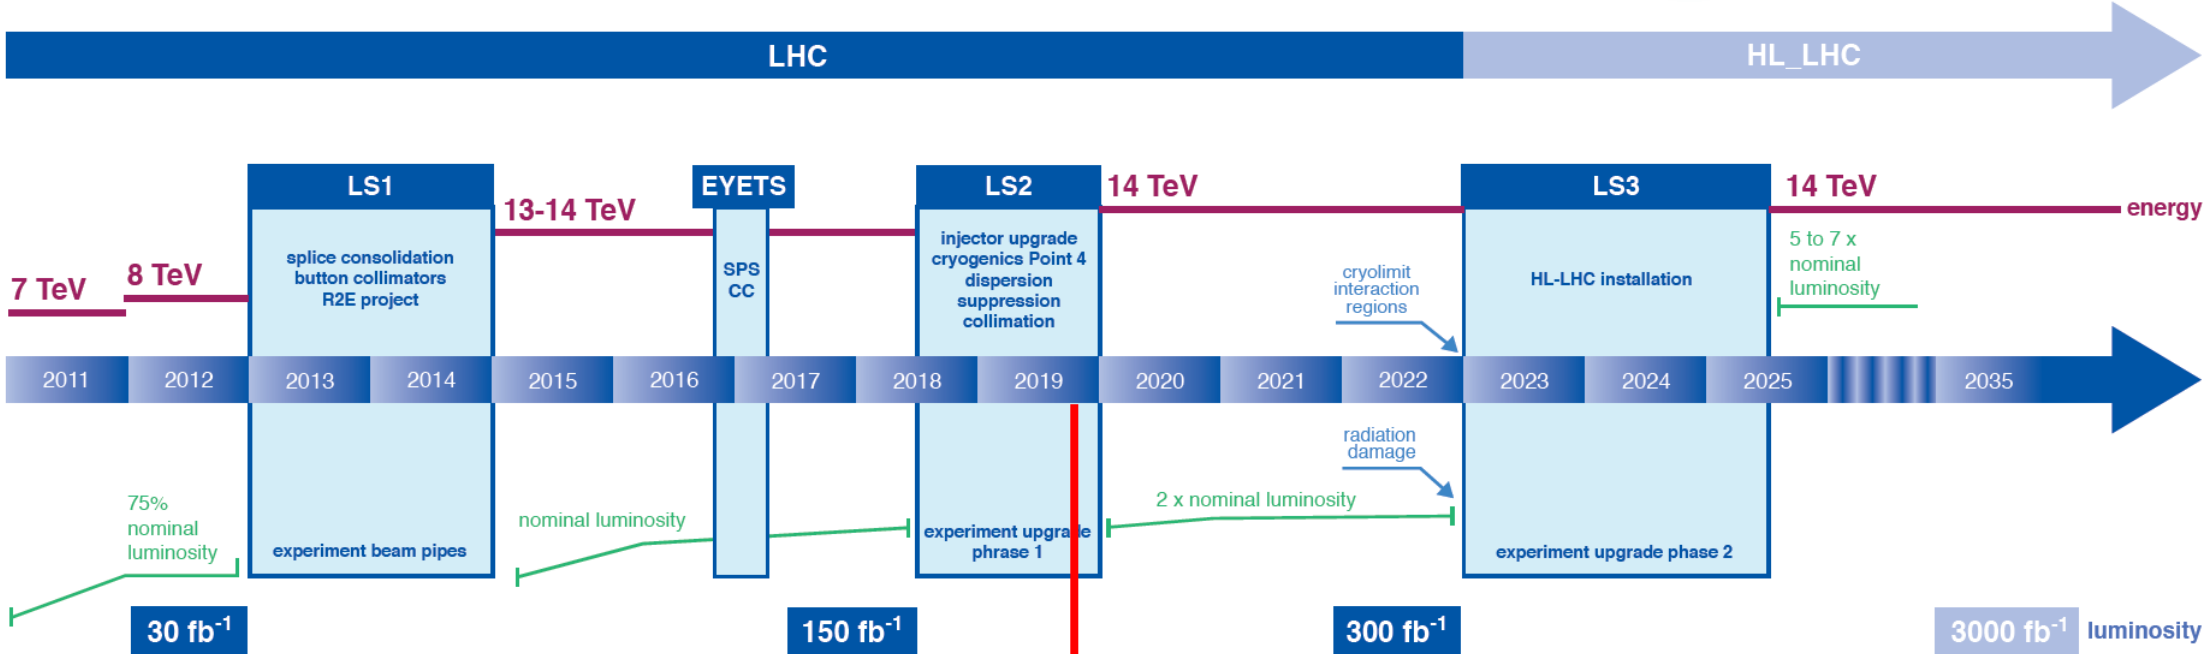 LHC
HL_LHC
LS1
EYETS
LS2
14 TeV
LS3
14 TeV
13-14 TeV
energy
7 TeV
8 TeV
splice consolidation
button collimators
R2E project
SPS
CC
injector upgrade
cryogenics Point 4
dispersion
suppression
collimation
cryolimit
interaction
regions
HL-LHC installation
5 to 7 x
nominal
luminosity
2011 2012 2013 2014 2015 2016 2017 2018 2019 2020 2021 2022 2023 2024 2025 2035
radiation
damage
75%
nominal
luminosity
experiment beam pipes
nominal luminosity
experiment upgrade
phrase 1
2 x nominal luminosity
experiment upgrade phase 2
30 fb-1
150 fb-1
300 fb-1
3000 fb-1
luminosity